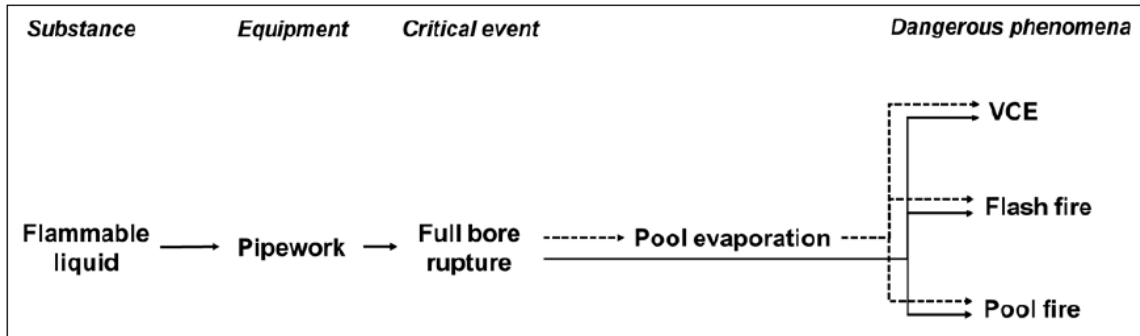 Substance Equipment Critical event Dangerous phenomena
VCE
Flash fire
Flammable liquid
Pipework
Full bore rupture
Pool evaporation
Pool fire